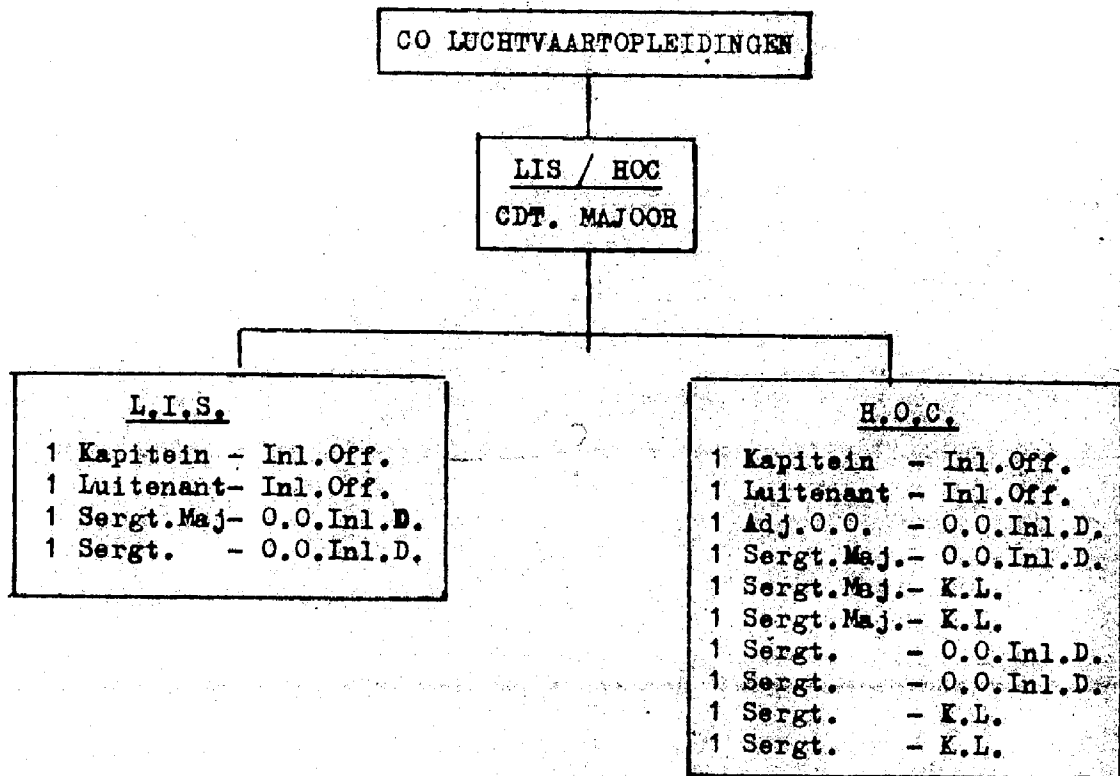 CO LUCHTVAARTOPLEIDINGEN
LIS / HOC
CDT. MAJOOR
L.I.S.
1 Kapitein - Inl.Off.
1 Luitenant- Inl.Off.
1 Sergt.Maj- O.O.Inl.D.
1 Sergt. - O.O.Inl.D.
H.O.C.
1 Kapitein - Inl.Off.
1 Luitenant - Inl.Off.
1 Adj.O.O. - O.O.Inl.D.
1 Sergt.Maj.- O.O.Inl.D.
1 Sergt.Maj.- K.L.
1 Sergt.Maj.- K.L.
1 Sergt. - O.O.Inl.D.
1 Sergt. - O.O.Inl.D.
1 Sergt. - K.L.
1 Sergt. - K.L.